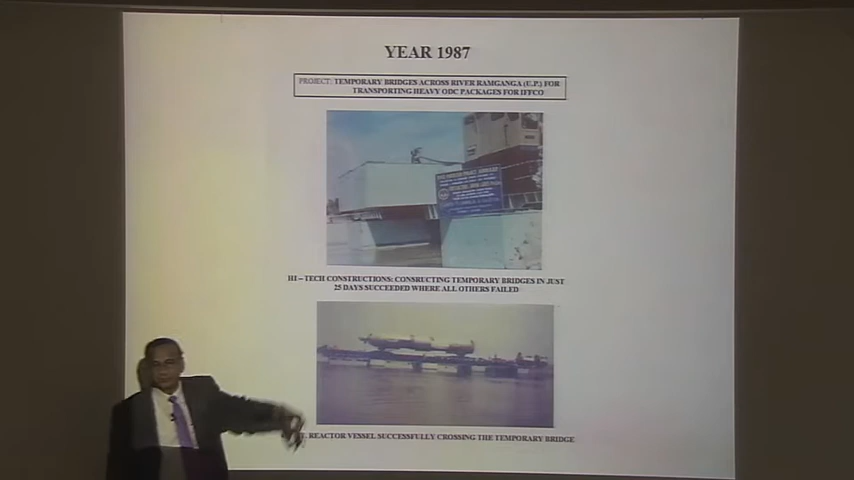 YEAR 1987
PROJECT: TEMPORARY BRIDGES ACROSS RIVER RAMGANGA (U.P.) FOR
TRANSPORTING HEAVY ODC PACKAGES FOR IFFCO
HI – TECH CONSTRUCTIONS; CONSRUCTING TEMPORARY BRIDGES IN JUST
25 DAYS SUCCEEDED WHERE ALL OTHERS FAILED
REACTOR VESSEL SUCCESSFULLY CROSSING THE TEMPORARY BRIDGE